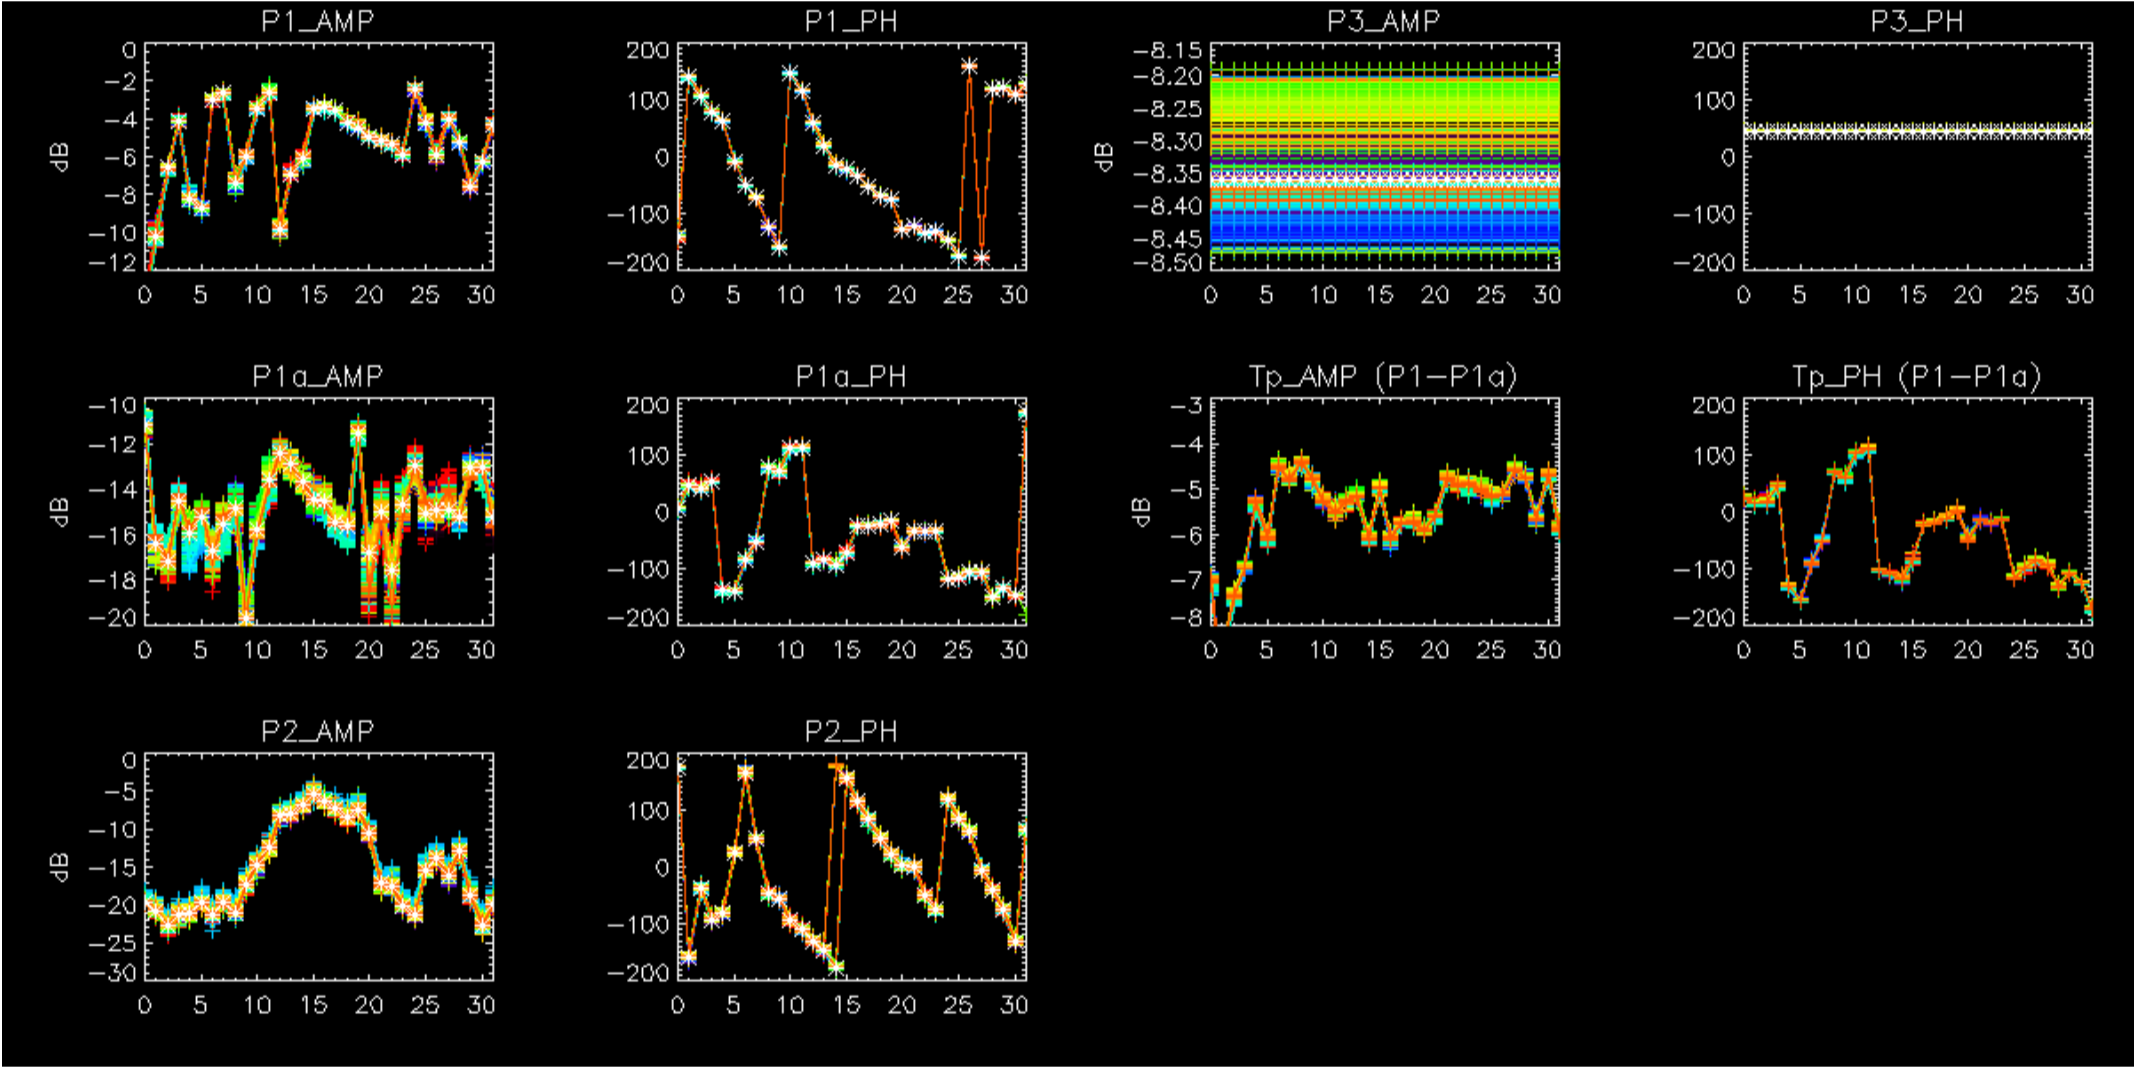 P1_AMP
P1_PH
P3_AMP
P3_PH
dB
0
-2
-4
-6
-8
-10
-12
0 5 10 15 20 25 30
200
100
0
-100
-200
0 5 10 15 20 25 30
dB
-8.15
-8.20
-8.25
-8.30
-8.35
-8.40
-8.45
-8.50
0 5 10 15 20 25 30
200
100
0
-100
-200
0 5 10 15 20 25 30
P1a_AMP
P1a_PH
Tp_AMP (P1-P1a)
Tp_PH (P1-P1a)
dB
-10
-12
-14
-16
-18
-20
0 5 10 15 20 25 30
200
100
0
-100
-200
0 5 10 15 20 25 30
dB
-3
-4
-5
-6
-7
-8
0 5 10 15 20 25 30
200
100
0
-100
-200
0 5 10 15 20 25 30
P2_AMP
P2_PH
dB
0
-5
-10
-15
-20
-25
-30
0 5 10 15 20 25 30
200
100
0
-100
-200
0 5 10 15 20 25 30